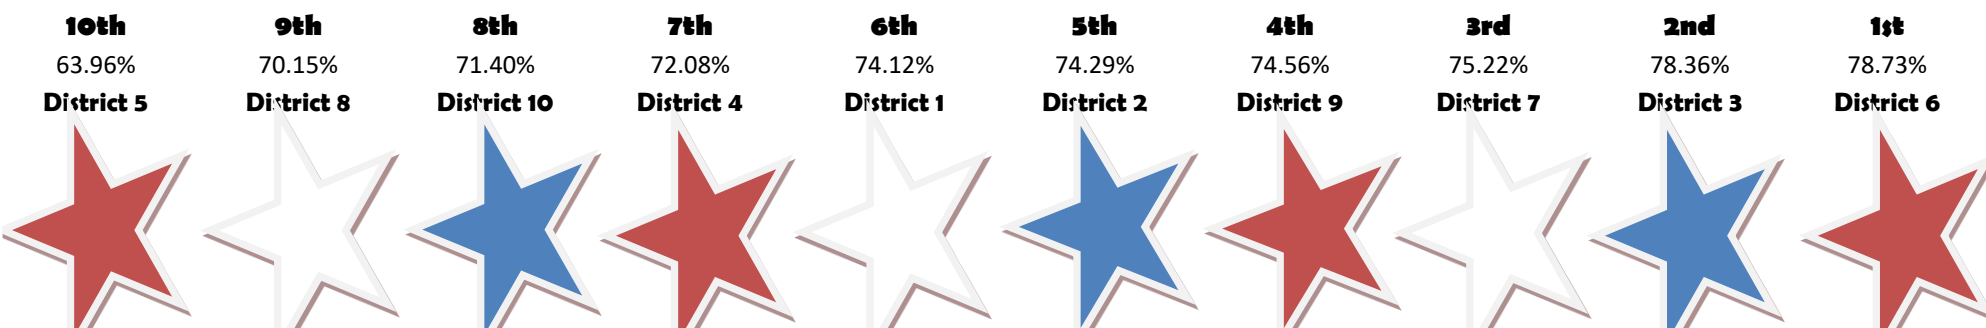 10th 9th 8th 7th 6th 5th 4th 3rd 2nd 1st
63.96% 70.15% 71.40% 72.08% 74.12% 74.29% 74.56% 75.22% 78.36% 78.73%
District 5 District 8 District 10 District 4 District 1 District 2 District 9 District 7 District 3 District 6